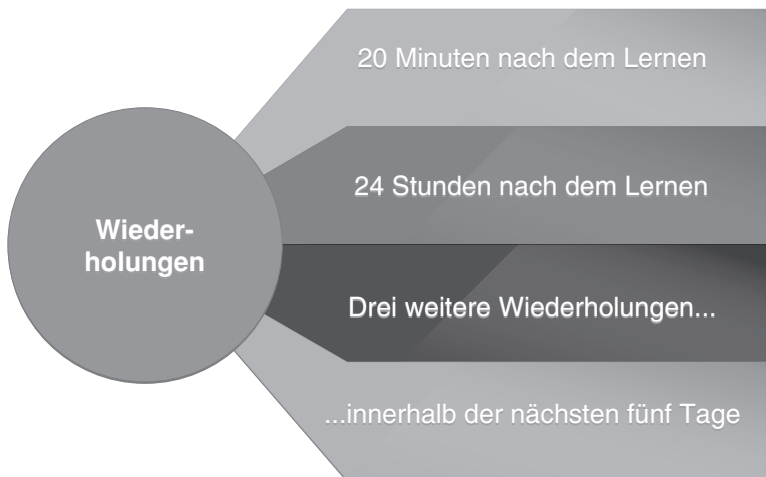 Wieder-
holungen
20 Minuten nach dem Lernen
24 Stunden nach dem Lernen
Drei weitere Wiederholungen...
...innerhalb der nächsten fünf Tage